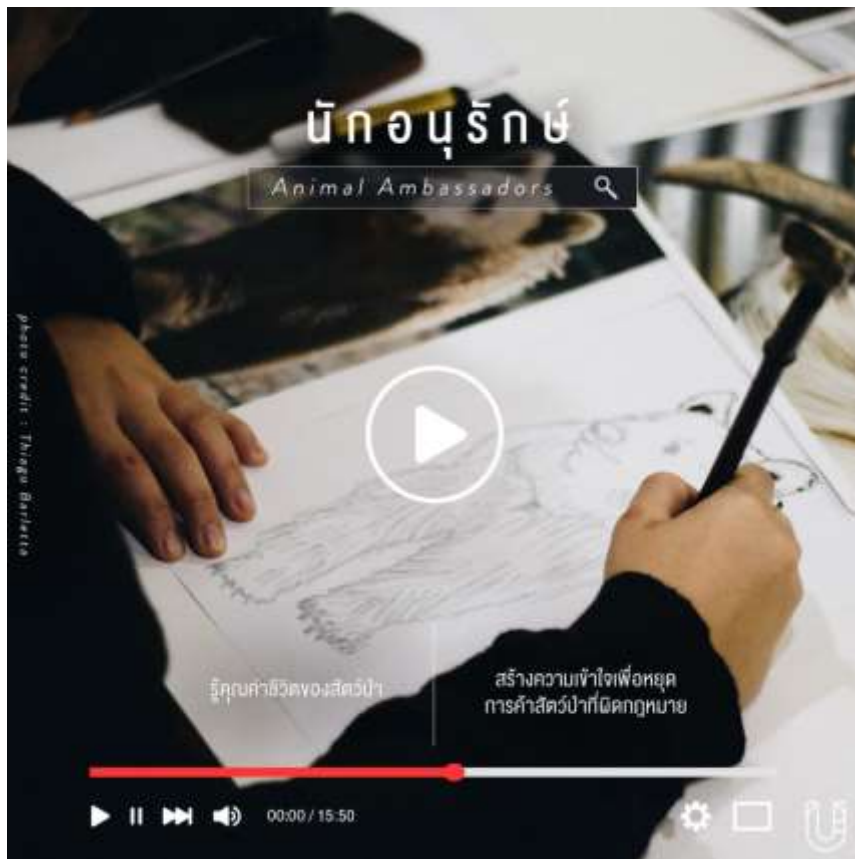 นักอนุรักษ์
Animal Ambassadors
photo credit : Thiago Barletta
รู้คุณค่าชีวิตของสัตว์ป่า
สร้างความเข้าใจเพื่อหยุด
การค้าสัตว์ป่าที่ผิดกฎหมาย
00:00 / 15:50